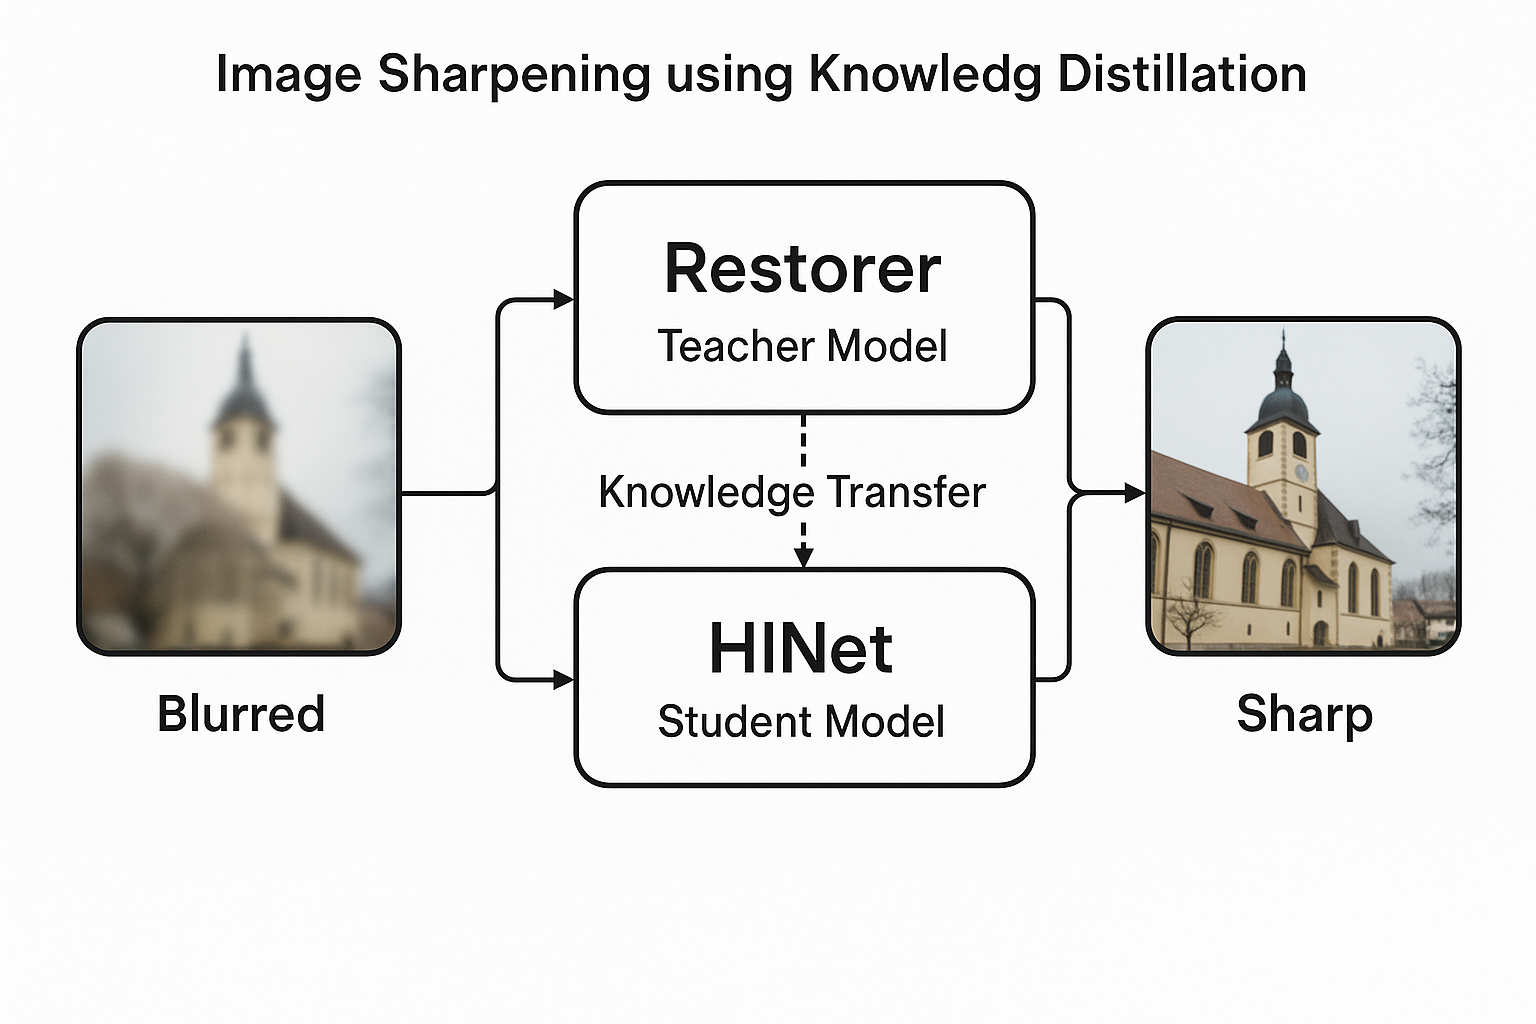 Image Sharpening using Knowledg Distillation
Restorer
Teacher Model
Knowledge Transfer
HINet
Student Model
Blurred
Sharp